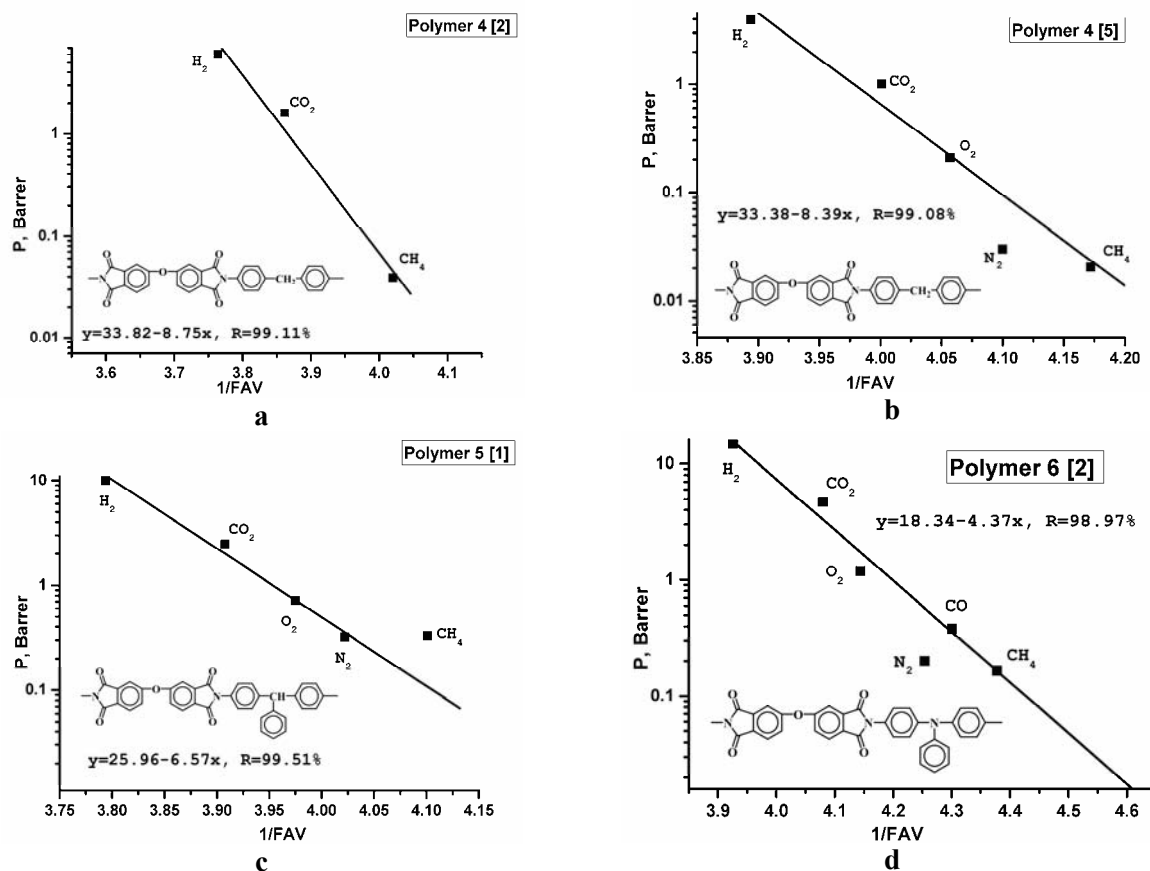 Polymer 4 [2]
P, Barrer
1
0.1
0.01
H₂
CO₂
CH₄
O O
O
N N CH₂
O O
y=33.82-8.75x, R=99.11%
3.6 3.7 3.8 3.9 4.0 4.1
1/FAV
a
Polymer 4 [5]
P, Barrer
1
0.1
0.01
H₂
CO₂
O₂
N₂
CH₄
y=33.38-8.39x, R=99.08%
O O
O
N N CH₂
O O
3.85 3.90 3.95 4.00 4.05 4.10 4.15 4.20
1/FAV
b
Polymer 5 [1]
P, Barrer
10
1
0.1
H₂
CO₂
O₂
N₂
CH₄
O O
O
N N CH
O O
y=25.96-6.57x, R=99.51%
3.75 3.80 3.85 3.90 3.95 4.00 4.05 4.10 4.15
1/FAV
c
Polymer 6 [2]
P, Barrer
10
1
0.1
H₂
CO₂
y=18.34-4.37x, R=98.97%
O₂
CO
N₂
CH₄
O O
O
N N N
O O
3.9 4.0 4.1 4.2 4.3 4.4 4.5 4.6
1/FAV
d